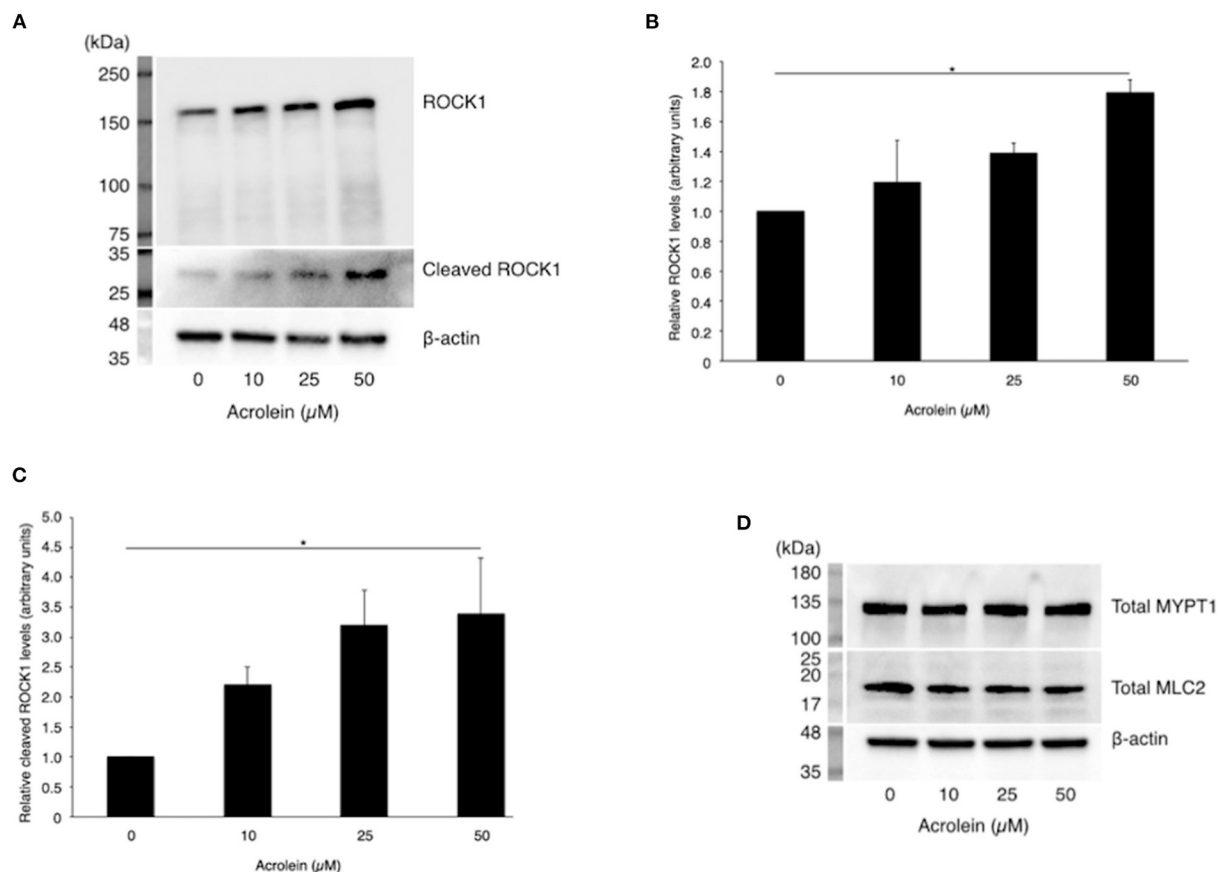 A
(kDa)
250
150
100
75
35
25
48
35
ROCK1
Cleaved ROCK1
β-actin
0 10 25 50
Acrolein (µM)
B
Relative ROCK1 levels (arbitrary units)
2.0
1.8
1.6
1.4
1.2
1.0
0.8
0.6
0.4
0.2
0
*
0 10 25 50
Acrolein (µM)
C
Relative cleaved ROCK1 levels (arbitrary units)
5.0
4.5
4.0
3.5
3.0
2.5
2.0
1.0
0.5
0
*
0 10 25 50
Acrolein (µM)
D
(kDa)
180
135
100
25
20
17
48
35
Total MYPT1
Total MLC2
β-actin
0 10 25 50
Acrolein (µM)